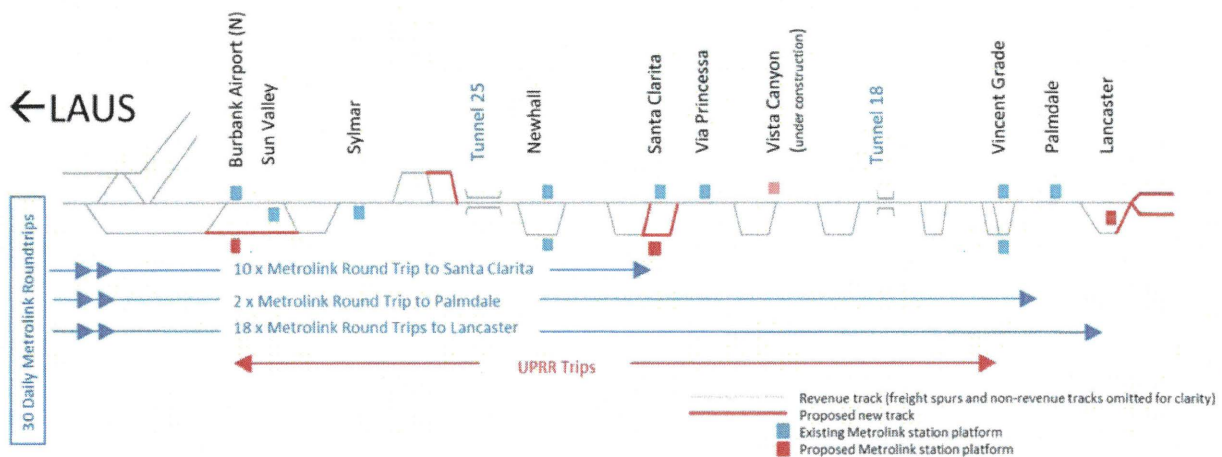 ←LAUS
Burbank Airport (N)
Sun Valley
Sylmar
Tunnel 25
Newhall
Santa Clarita
Via Princessa
Vista Canyon
(under construction)
Tunnel 18
Vincent Grade
Palmdale
Lancaster
30 Daily Metrolink Roundtrips
10 x Metrolink Round Trip to Santa Clarita
2 x Metrolink Round Trip to Palmdale
18 x Metrolink Round Trips to Lancaster
UPRR Trips
Revenue track (freight spurs and non-revenue tracks omitted for clarity)
Proposed new track
Existing Metrolink station platform
Proposed Metrolink station platform